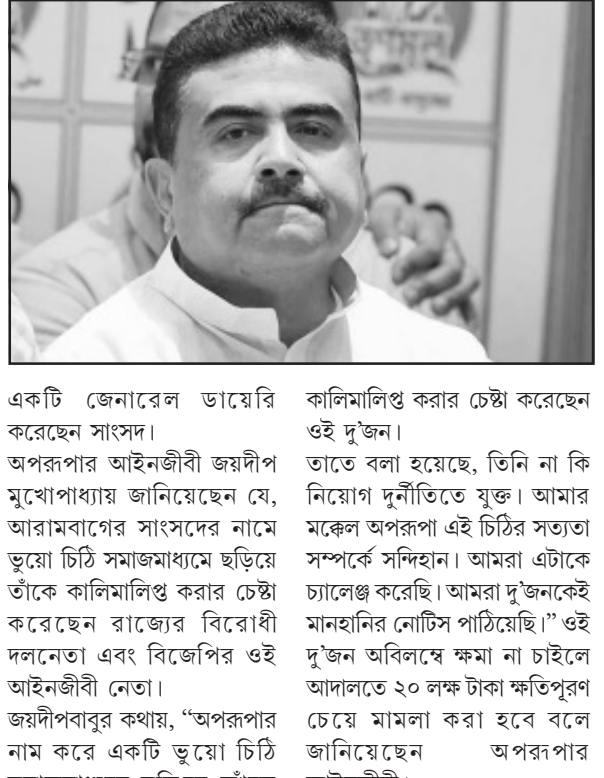 তৃণমূল
একটি জেনারেল ডায়েরি
করেছেন সাংসদ।
অপরূপার আইনজীবী জয়দীপ
মুখোপাধ্যায় জানিয়েছেন যে,
আরামবাগের সাংসদের নামে
ভুয়ো চিঠি সমাজমাধ্যমে ছড়িয়ে
তাঁকে কালিমালিপ্ত করার চেষ্টা
করেছেন রাজ্যের বিরোধী
দলনেতা এবং বিজেপির ওই
আইনজীবী নেতা।
জয়দীপবাবুর কথায়, ‘‘অপরূপার
নাম করে একটি ভুয়ো চিঠি
কালিমালিপ্ত করার চেষ্টা করেছেন
ওই দু’জন।
তাতে বলা হয়েছে, তিনি না কি
নিয়োগ দুর্নীতিতে যুক্ত। আমার
মক্কেল অপরূপা এই চিঠির সত্যতা
সম্পর্কে সন্দিহান। আমরা এটাকে
চ্যালেঞ্জ করেছি। আমরা দু’জনকেই
মানহানির নোটিস পাঠিয়েছি।’’ ওই
দু’জন অবিলম্বে ক্ষমা না চাইলে
আদালতে ২০ লক্ষ টাকা ক্ষতিপূরণ
চেয়ে মামলা করা হবে বলে
জানিয়েছেন অপরূপার